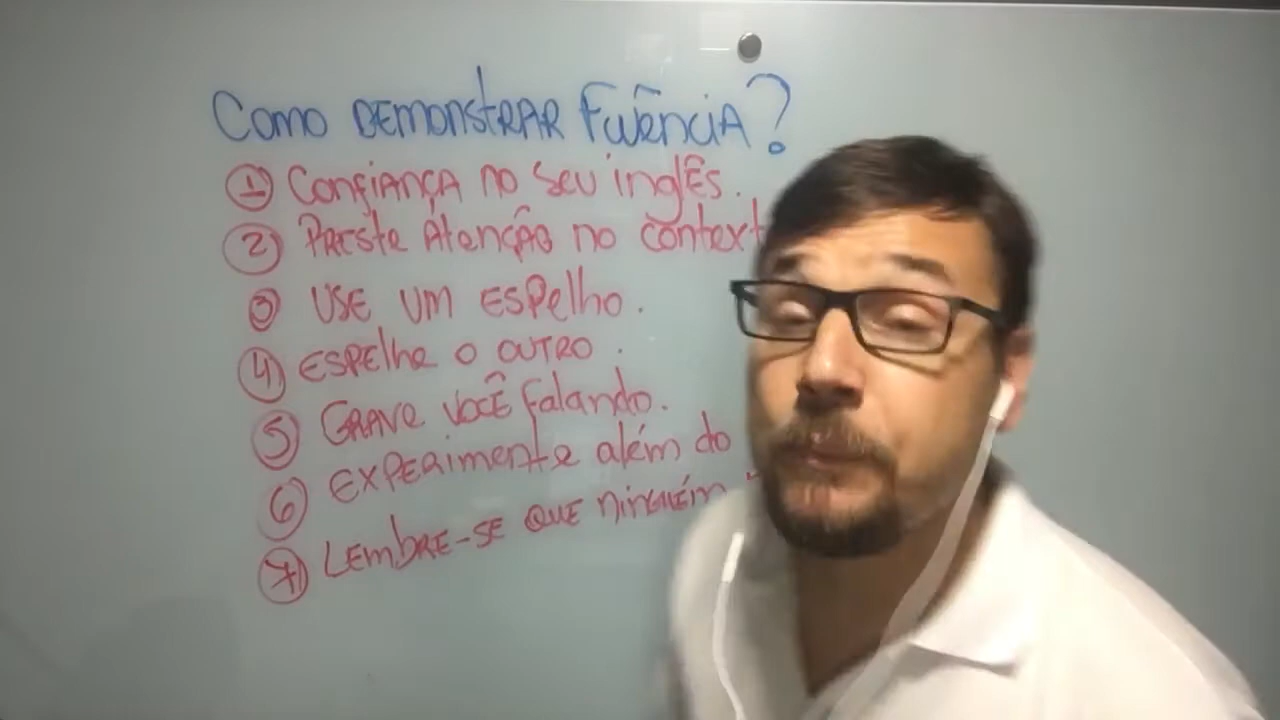 Como DEMONSTRAR FluÊnciA?
1 ConfiAnçA no Seu inglÊs.
2 PRESte Atenção no context
3 USE UM ESPElho.
4 ESPElhe o OUTRO.
5 GRAVE VOCÊ falando.
6 EXPERimente além do
7 LEmbRE-SE QUE ninguém